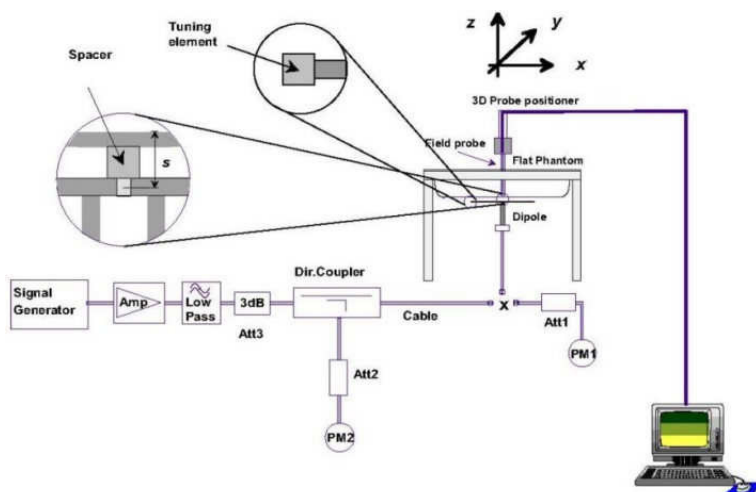 Tuning
element
Spacer
s
z
y
x
3D Probe positioner
Field probe
Flat Phantom
Dipole
Signal
Generator
Amp
Low
Pass
3dB
Att3
Dir.Coupler
Cable
x
Att1
PM1
Att2
PM2